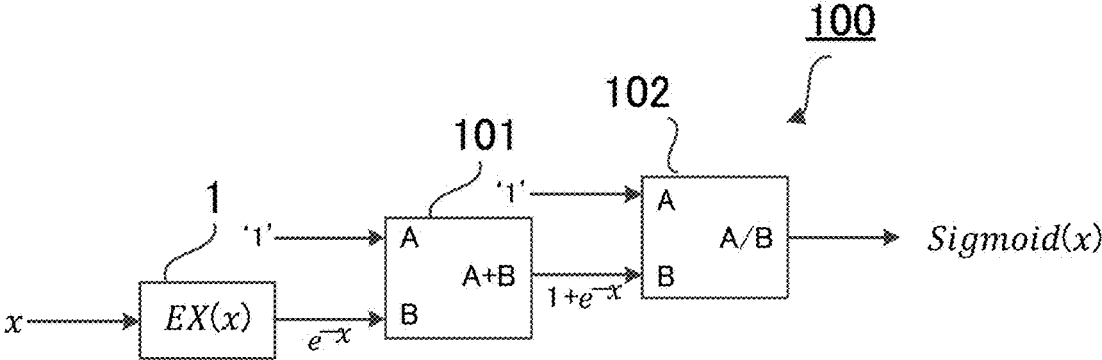 100
102
101
1
'1'
A
A/B
B
Sigmoid(x)
'1'
A
A+B
B
1+e⁻ˣ
x
EX(x)
e⁻ˣ